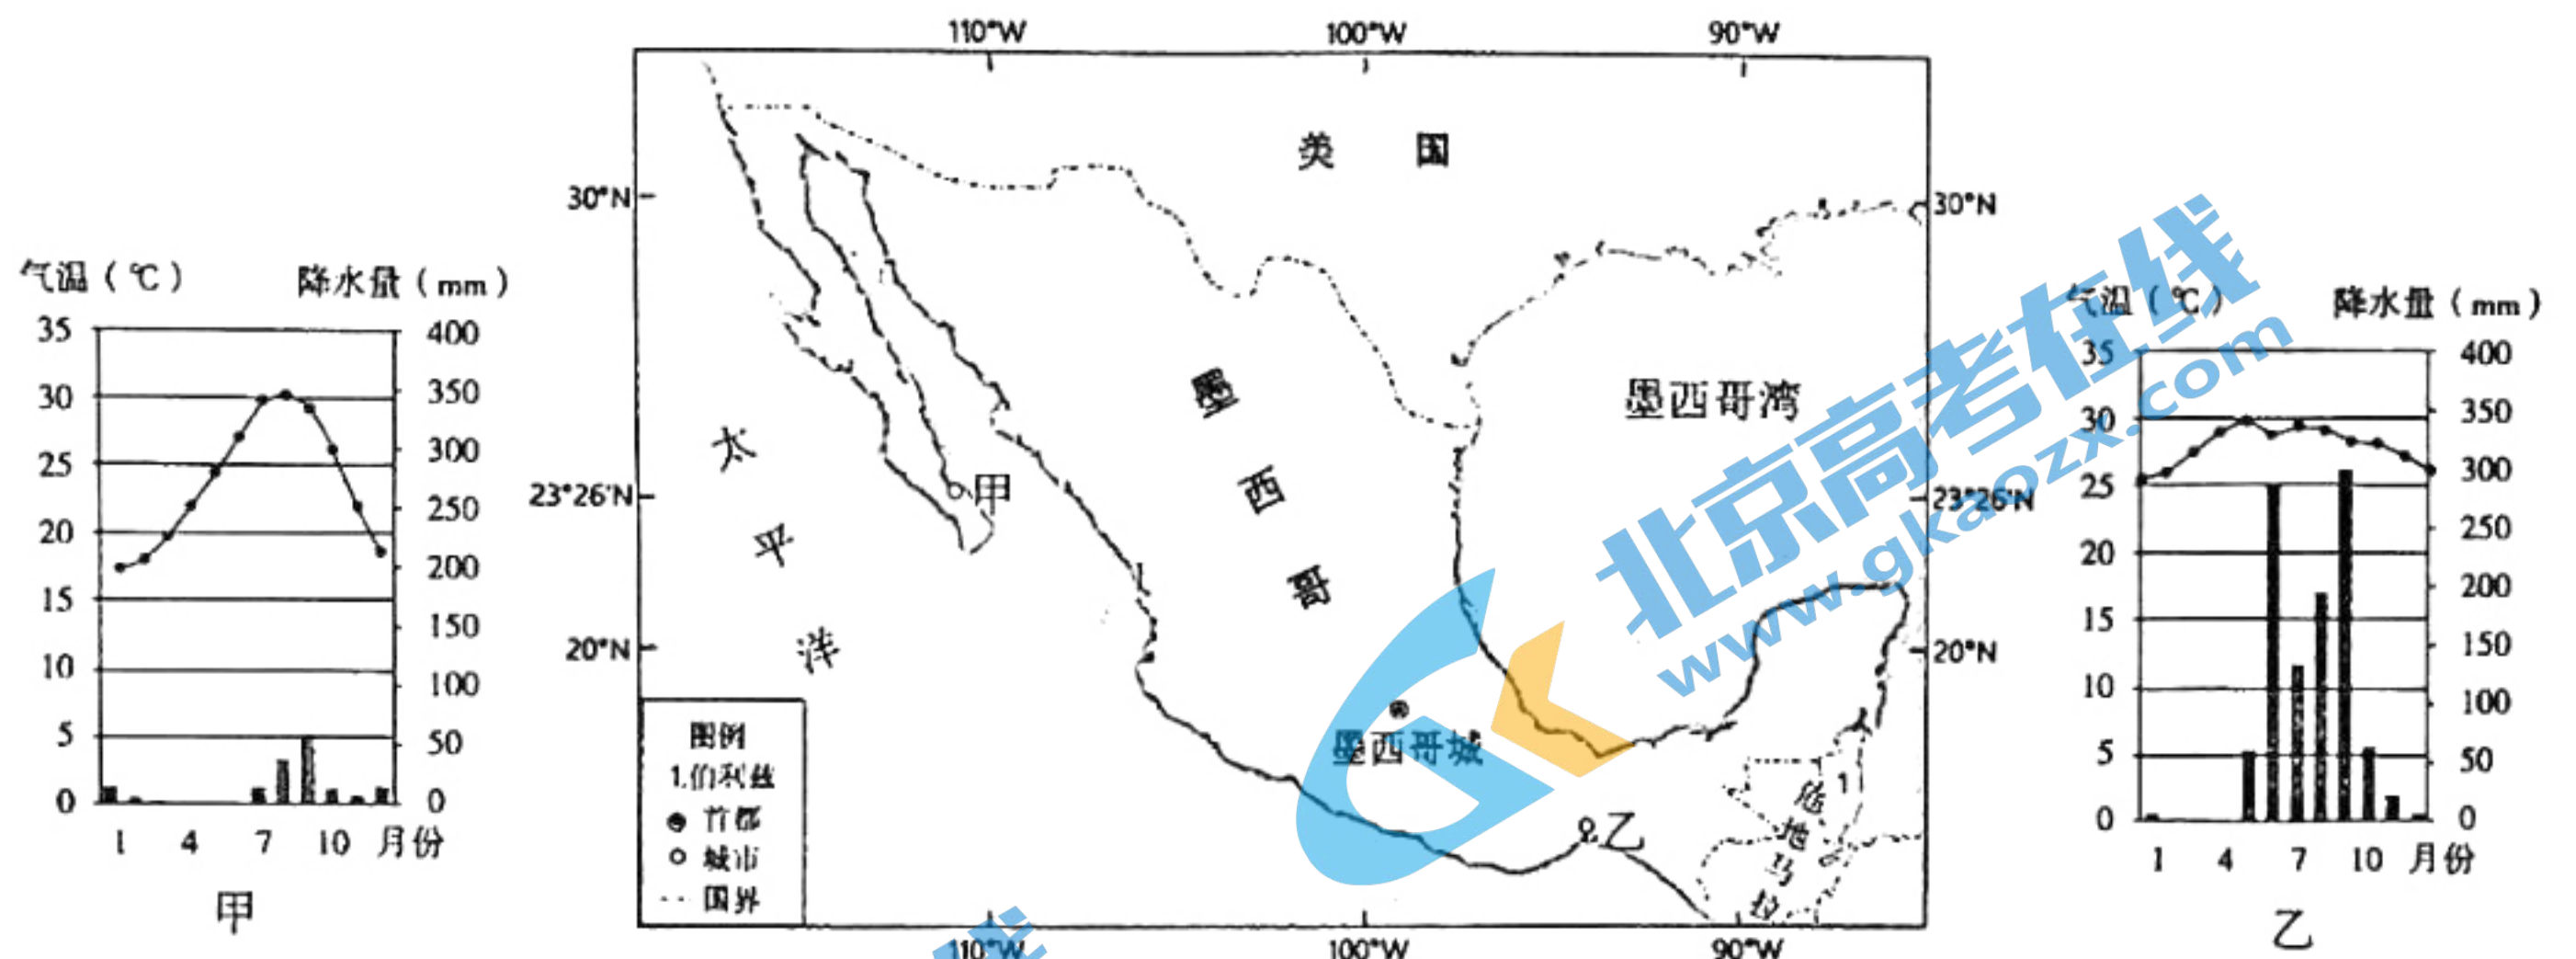 110°W 100°W 90°W
美 国
30°N 30°N
气温（℃） 降水量（mm）
35 400
30 350
25 300
20 250
15 200
10 150
5 100
0 50
0
1 4 7 10 月份
甲
太平洋
墨西哥
墨西哥湾
甲
23°26'N 23°26'N
20°N 20°N
墨西哥城
乙
1
危地马拉
图例
1.伯利兹
首都
城市
国界
110°W 100°W 90°W
气温（℃） 降水量（mm）
35 400
30 350
25 300
20 250
15 200
10 150
5 100
0 50
0
1 4 7 10 月份
乙
北京高考在线
www.gkaozx.com
线